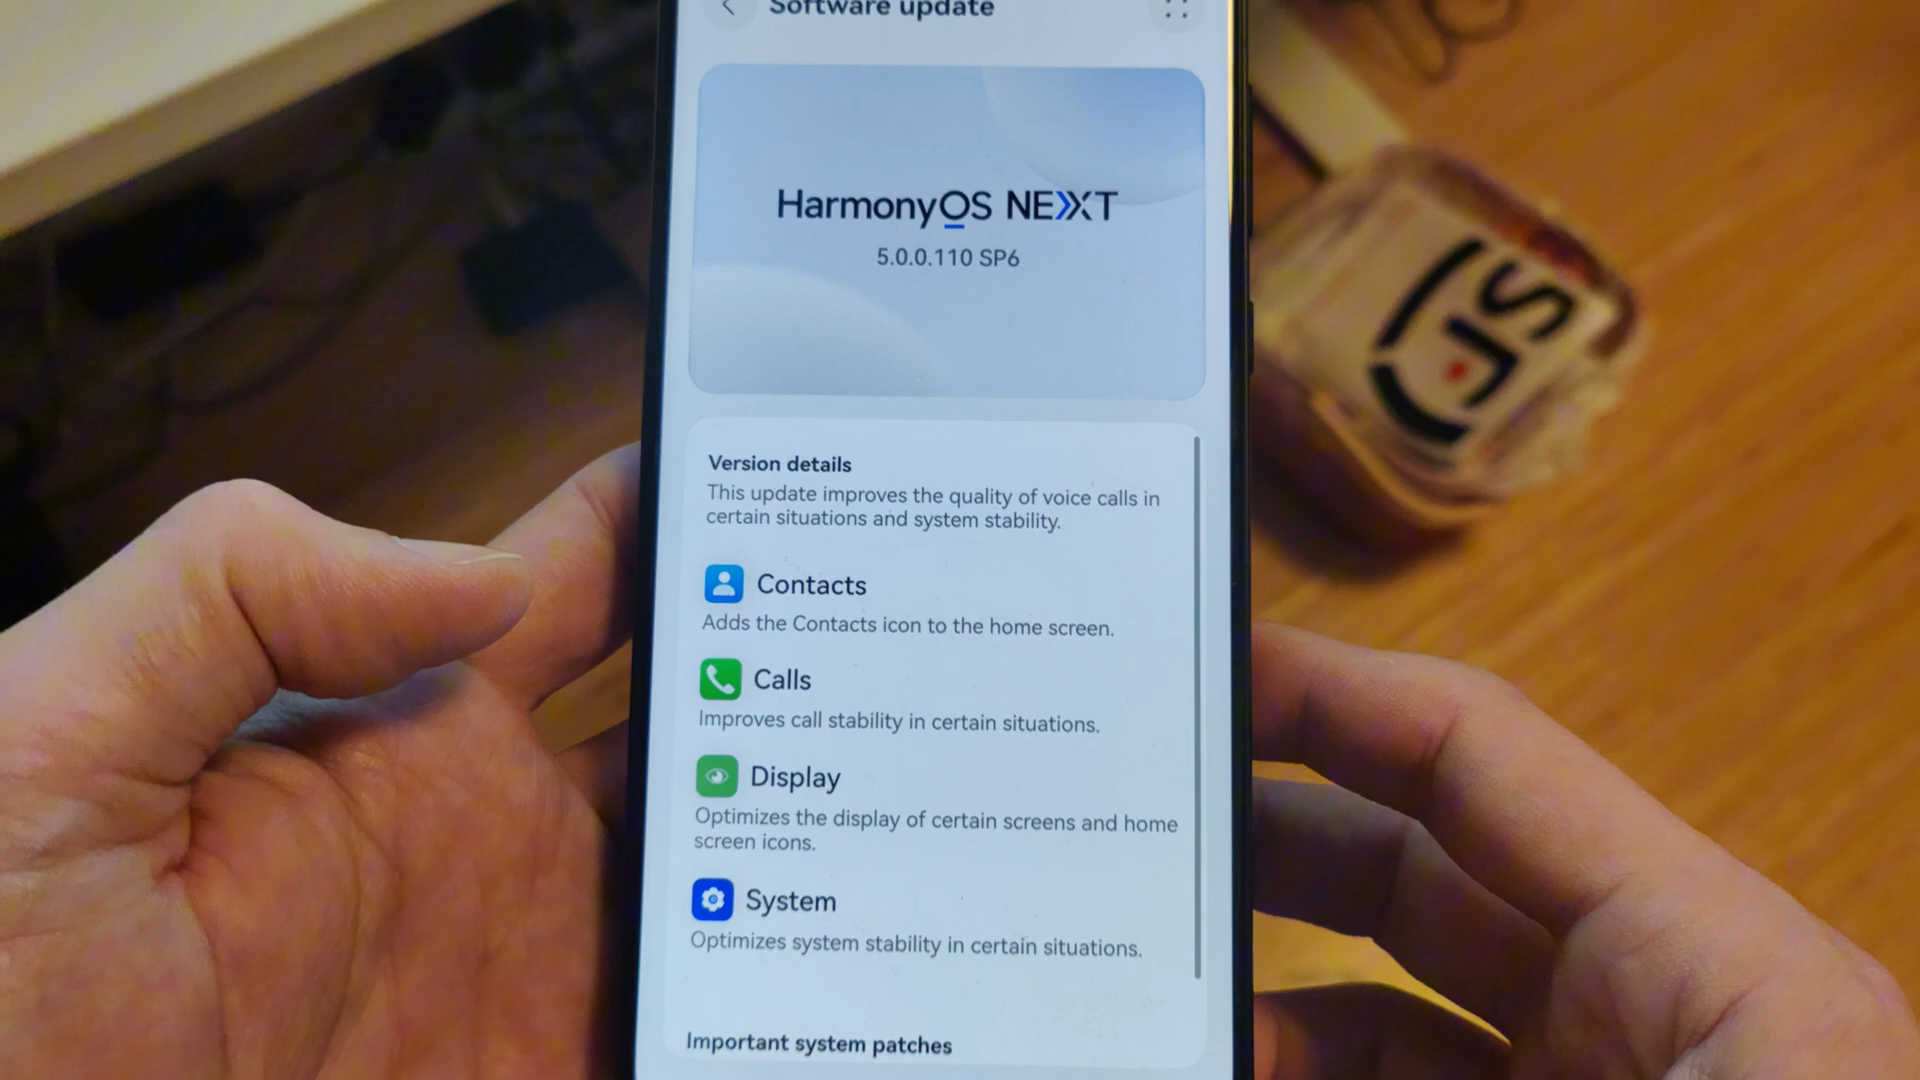 Software update
HarmonyOS NEXT
5.0.0.110 SP6
Version details
This update improves the quality of voice calls in
certain situations and system stability.
Contacts
Adds the Contacts icon to the home screen.
Calls
Improves call stability in certain situations.
Display
Optimizes the display of certain screens and home
screen icons.
System
Optimizes system stability in certain situations.
Important system patches